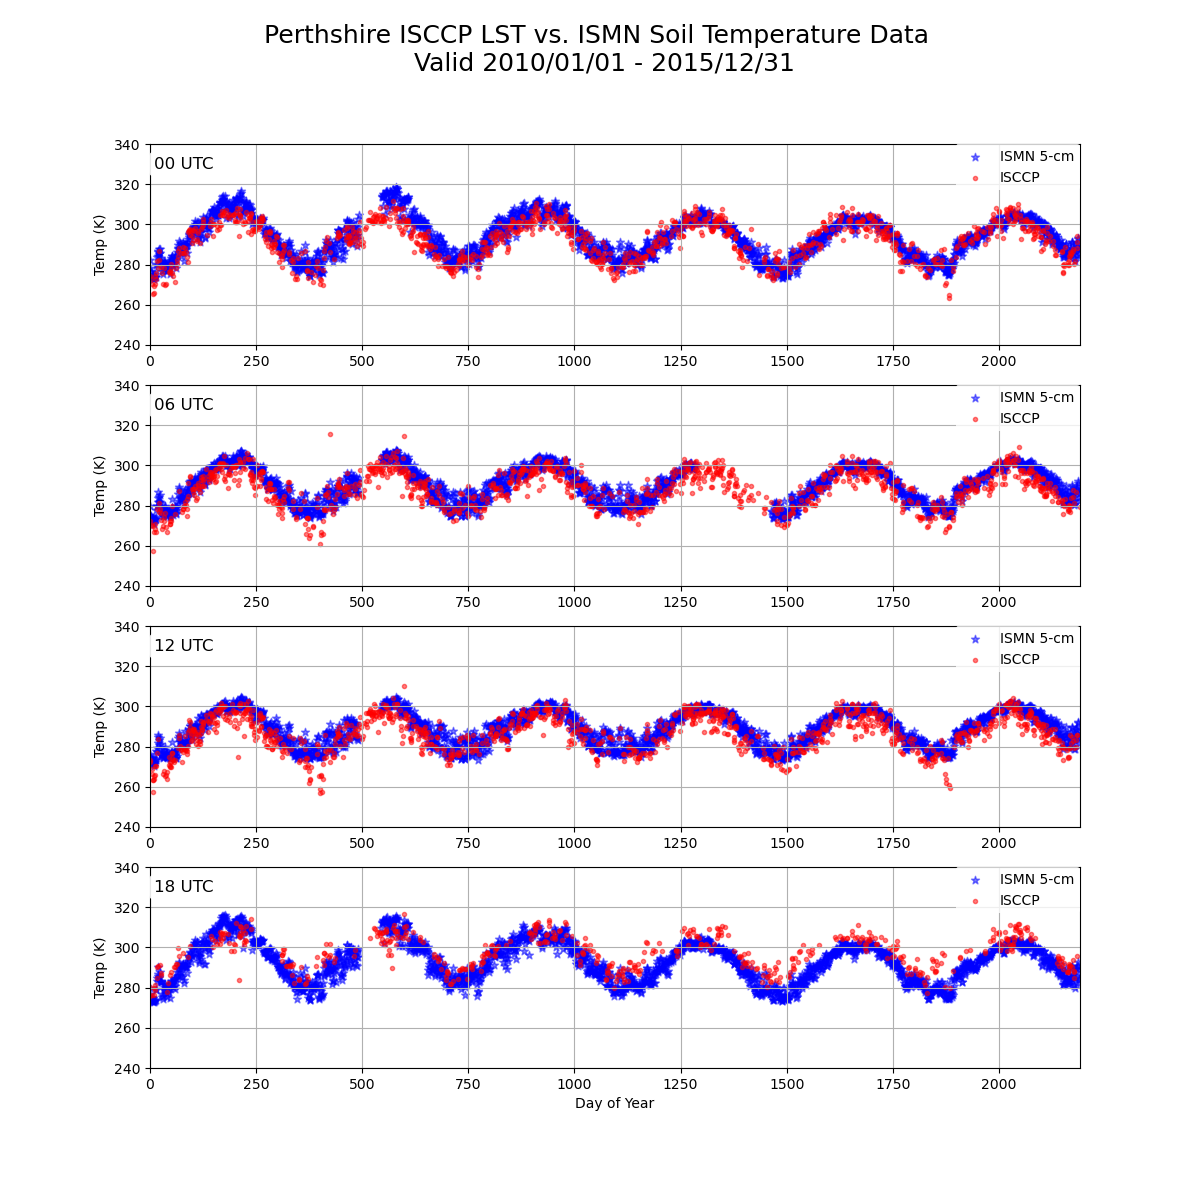 Perthshire ISCCP LST vs. ISMN Soil Temperature Data
Valid 2010/01/01 - 2015/12/31
340
320
300
280
260
240
Temp (K)
00 UTC
ISMN 5-cm
ISCCP
0 250 500 750 1000 1250 1500 1750 2000
340
320
300
280
260
240
Temp (K)
06 UTC
ISMN 5-cm
ISCCP
0 250 500 750 1000 1250 1500 1750 2000
340
320
300
280
260
240
Temp (K)
12 UTC
ISMN 5-cm
ISCCP
0 250 500 750 1000 1250 1500 1750 2000
340
320
300
280
260
240
Temp (K)
18 UTC
ISMN 5-cm
ISCCP
0 250 500 750 1000 1250 1500 1750 2000
Day of Year